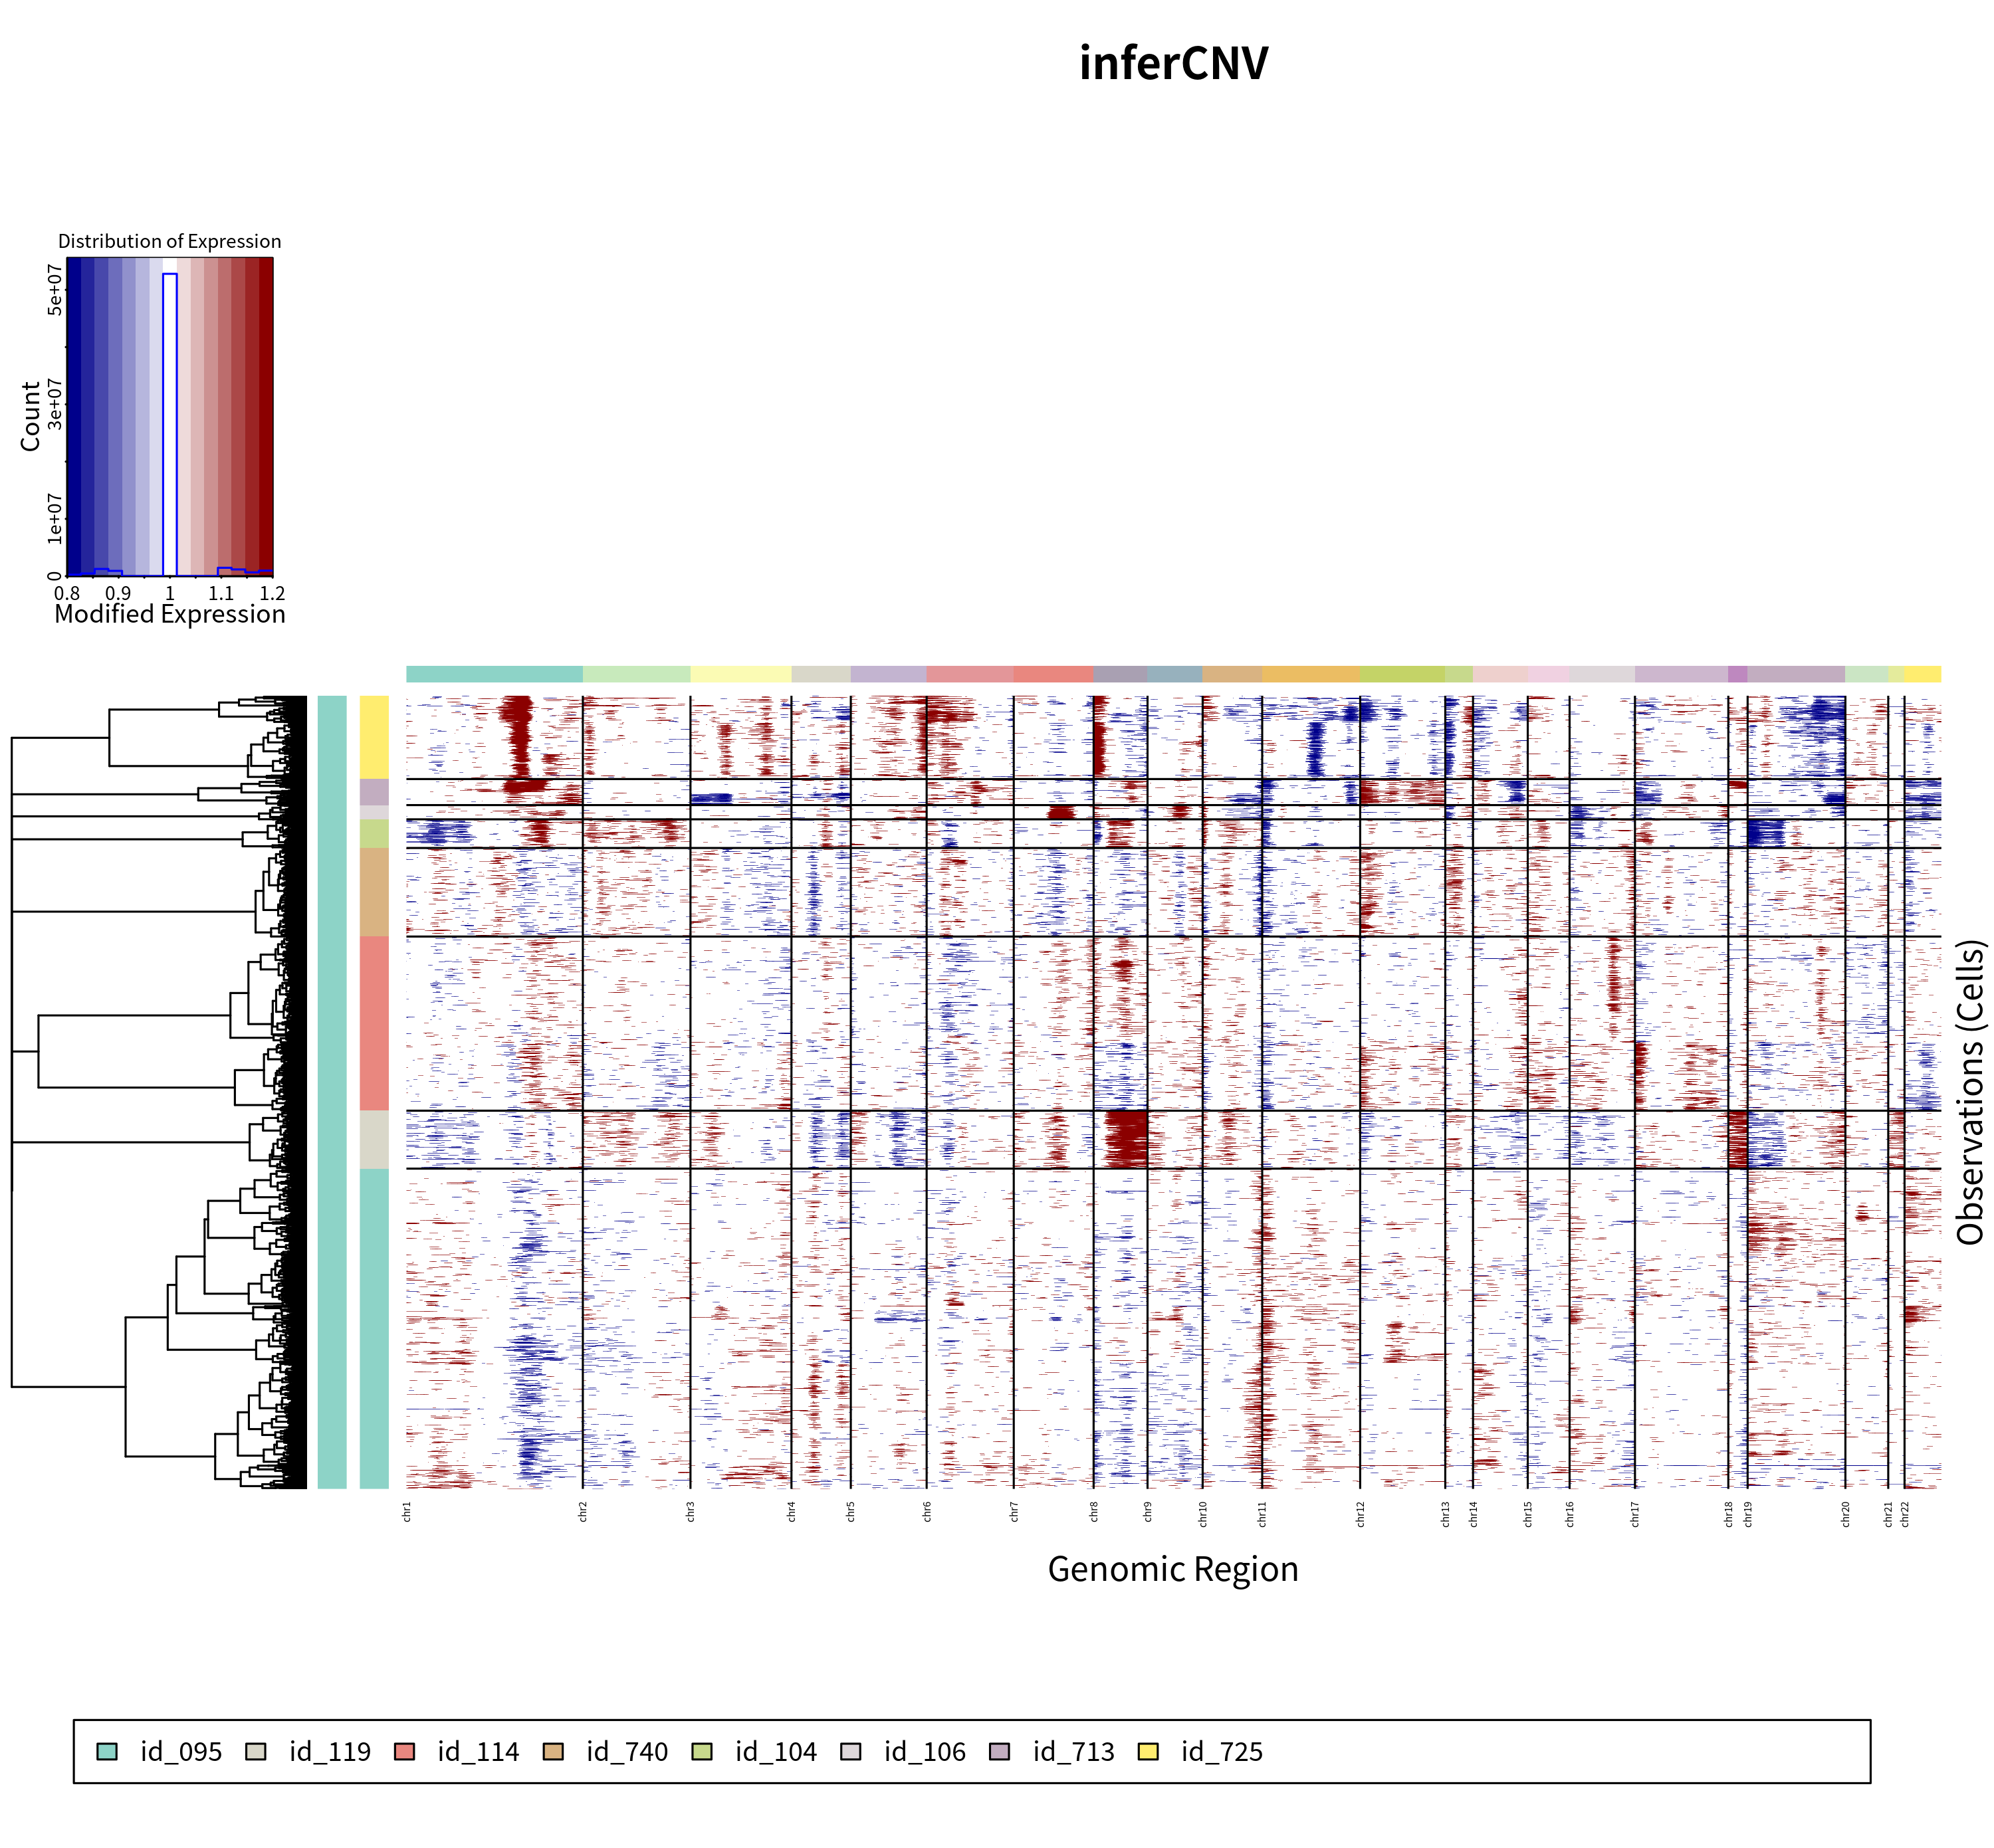 inferCNV
Distribution of Expression
Count
0 1e+07 3e+07 5e+07
0.8 0.9 1 1.1 1.2
Modified Expression
Observations (Cells)
chr1 chr2 chr3 chr4 chr5 chr6 chr7 chr8 chr9 chr10 chr11 chr12 chr13 chr14 chr15 chr16 chr17 chr18 chr19 chr20 chr21 chr22
Genomic Region
id_095 id_119 id_114 id_740 id_104 id_106 id_713 id_725